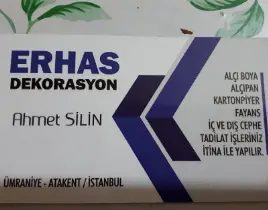 ERHAS
DEKORASYON
Ahmet SİLİN
ALÇI BOYA
ALÇIPAN
KARTONPİYER
FAYANS
İÇ VE DIŞ CEPHE
TADİLAT İŞLERİNİZ
İTİNA İLE YAPILIR.
ÜMRANİYE - ATAKENT / İSTANBUL